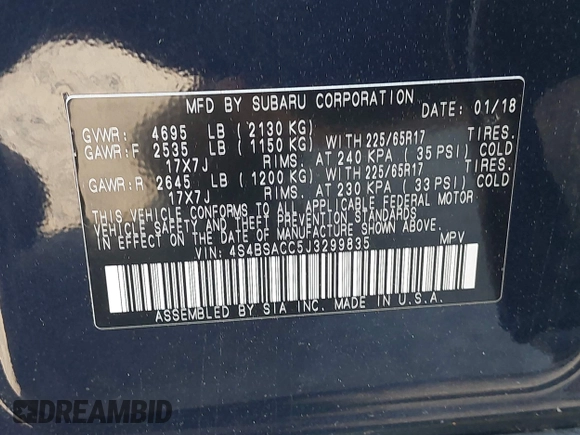 MFD BY SUBARU CORPORATION
DATE: 01/18
GVWR: 4695 LB ( 2130 KG)
GAWR:F 2535 LB ( 1150 KG) WITH 225/65R17 TIRES.
17X7J RIMS. AT 240 KPA ( 35 PSI) COLD
GAWR:R 2645 LB ( 1200 KG) WITH 225/65R17 TIRES.
17X7J RIMS. AT 230 KPA ( 33 PSI) COLD
THIS VEHICLE CONFORMS TO ALL APPLICABLE FEDERAL MOTOR
VEHICLE SAFETY AND THEFT PREVENTION STANDARDS
IN EFFECT ON THE DATE OF MANUFACTURE SHOWN ABOVE.
VIN: 4S4BSACC5J3299835 MPV
ASSEMBLED BY SIA INC. MADE IN U.S.A.
DREAMBID